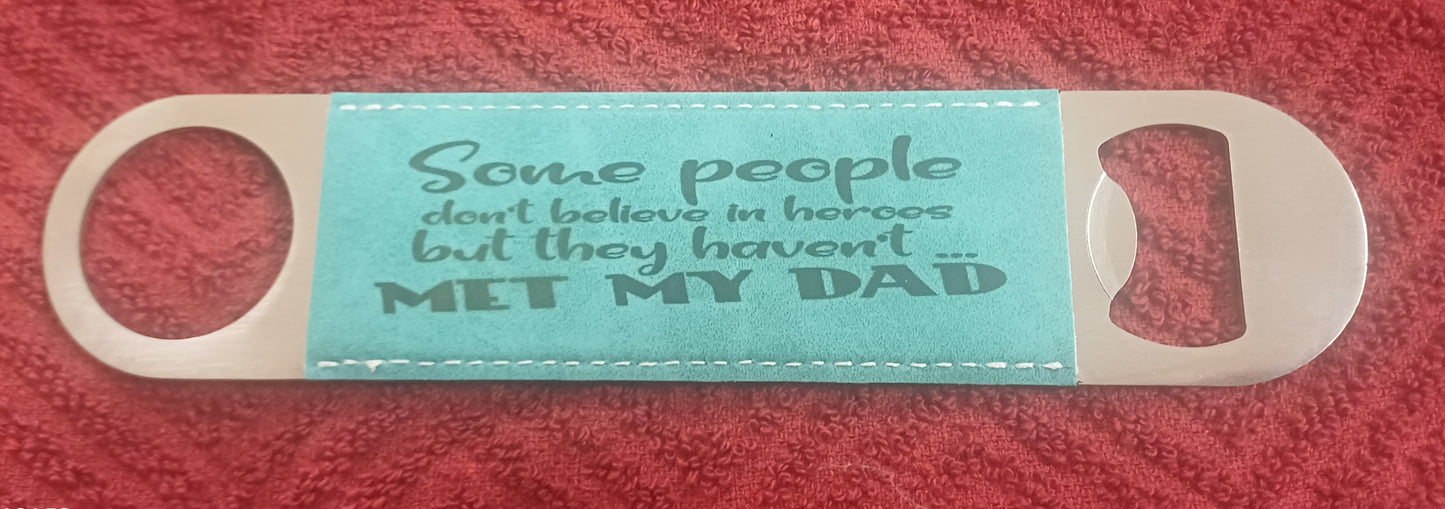 Some people
don't believe in heroes
but they haven't ...
MET MY DAD